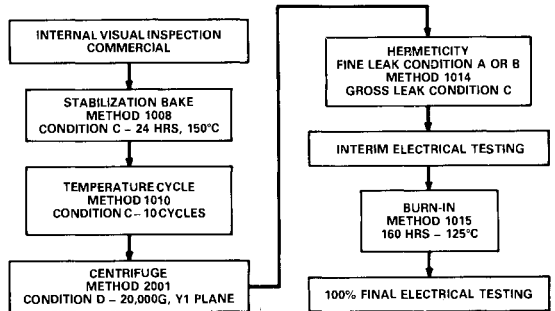 INTERNAL VISUAL INSPECTION
COMMERCIAL
STABILIZATION BAKE
METHOD 1008
CONDITION C – 24 HRS, 150°C
TEMPERATURE CYCLE
METHOD 1010
CONDITION C – 10 CYCLES
CENTRIFUGE
METHOD 2001
CONDITION D – 20,000G, Y1 PLANE
HERMETICITY
FINE LEAK CONDITION A OR B
METHOD 1014
GROSS LEAK CONDITION C
INTERIM ELECTRICAL TESTING
BURN-IN
METHOD 1015
160 HRS – 125°C
100% FINAL ELECTRICAL TESTING